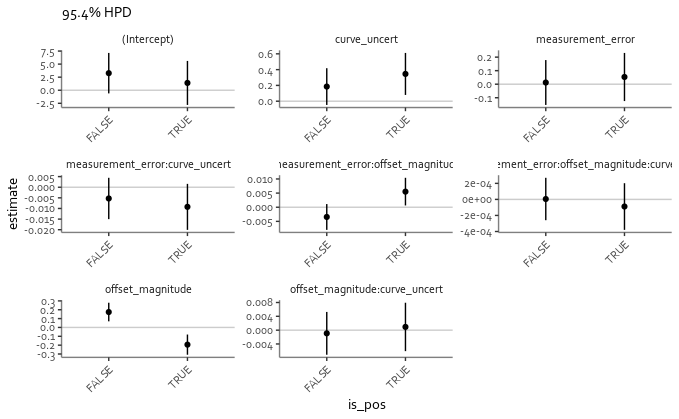 95.4% HPD
(Intercept)
curve_uncert
measurement_error
7.5
5.0
2.5
0.0
-2.5
0.6
0.4
0.2
0.0
0.2
0.1
0.0
-0.1
FALSE
TRUE
FALSE
TRUE
FALSE
TRUE
measurement_error:curve_uncert
neasurement_error:offset_magnituc
ement_error:offset_magnitude:curve
0.005
0.000
-0.005
-0.010
-0.015
-0.020
0.010
0.005
0.000
-0.005
2e-04
0e+00
-2e-04
-4e-04
FALSE
TRUE
FALSE
TRUE
FALSE
TRUE
estimate
offset_magnitude
offset_magnitude:curve_uncert
0.3
0.2
0.1
0.0
-0.1
-0.2
-0.3
0.008
0.004
0.000
-0.004
FALSE
TRUE
FALSE
TRUE
is_pos